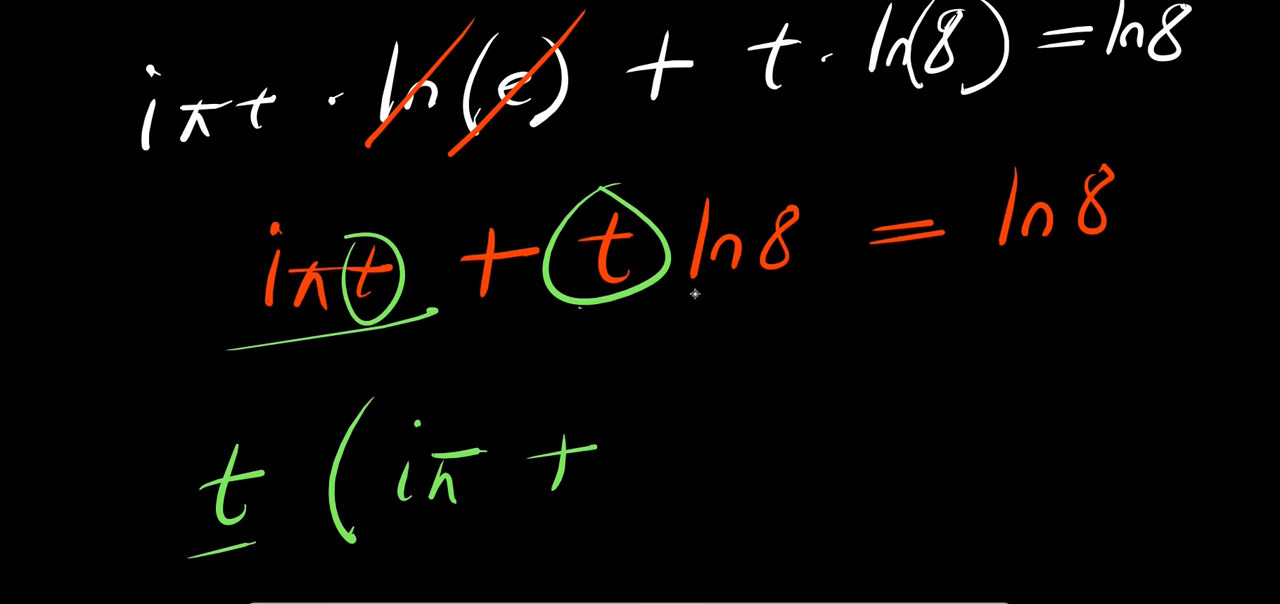 iπt · ln(e) + t · ln(8) = ln8
iπt + t ln8 = ln8
t (iπ +